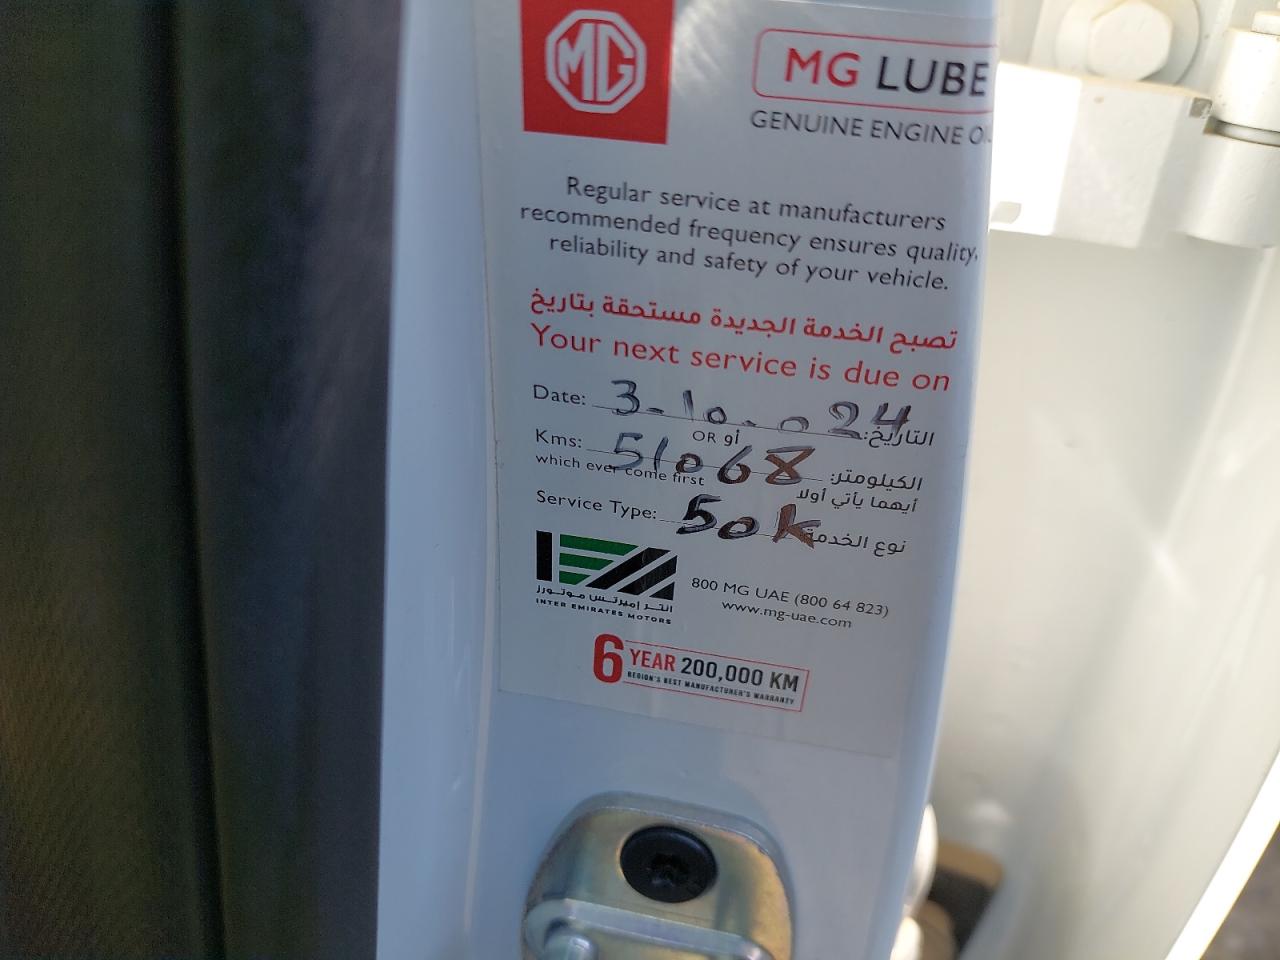 MG
MG LUBE
GENUINE ENGINE O
Regular service at manufacturers
recommended frequency ensures quality,
reliability and safety of your vehicle.
تصبح الخدمة الجديدة مستحقة بتاريخ
Your next service is due on
Date: 3-10-024 التاريخ:
OR أو
Kms: 51068 الكيلومتر:
which ever come first أيهما يأتي أولا
Service Type: 50k نوع الخدمة
انتر إميرتس موتورز
INTER EMIRATES MOTORS
800 MG UAE (800 64 823)
www.mg-uae.com
6 YEAR 200,000 KM
REGION'S BEST MANUFACTURER'S WARRANTY